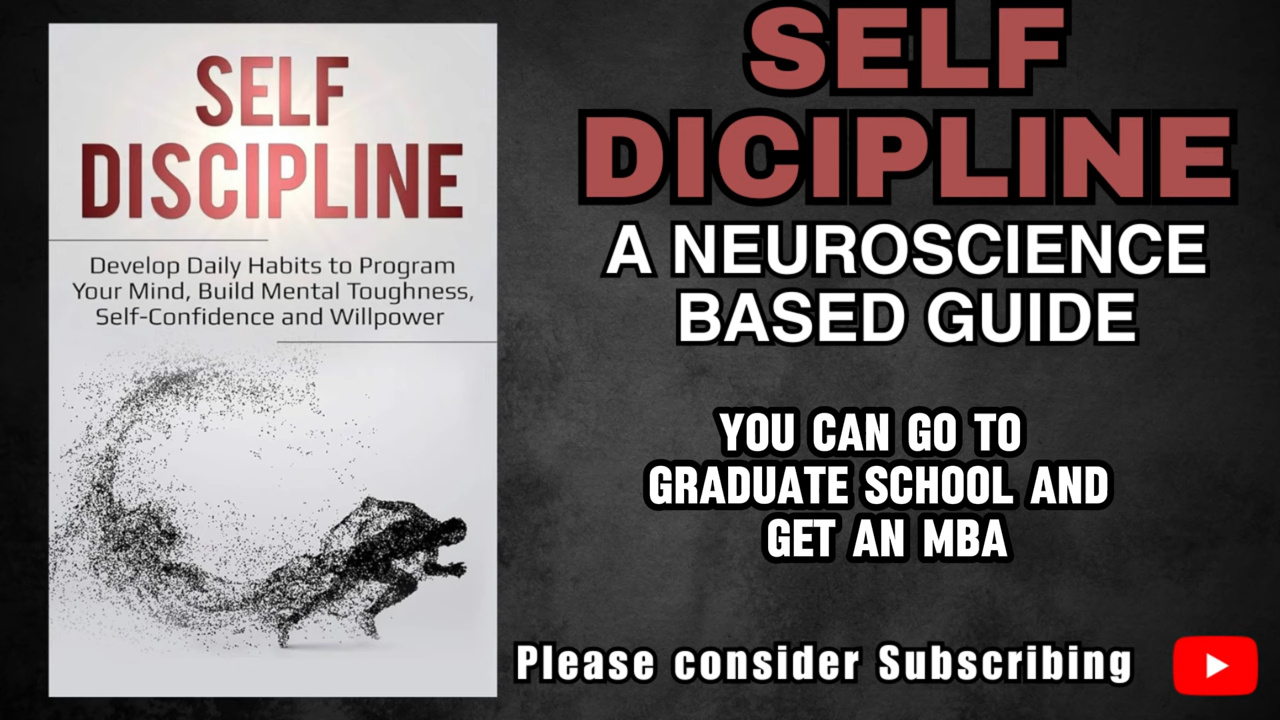 SELF
DISCIPLINE
Develop Daily Habits to Program
Your Mind, Build Mental Toughness,
Self-Confidence and Willpower
SELF
DICIPLINE
A NEUROSCIENCE
BASED GUIDE
YOU CAN GO TO
GRADUATE SCHOOL AND
GET AN MBA
Please consider Subscribing